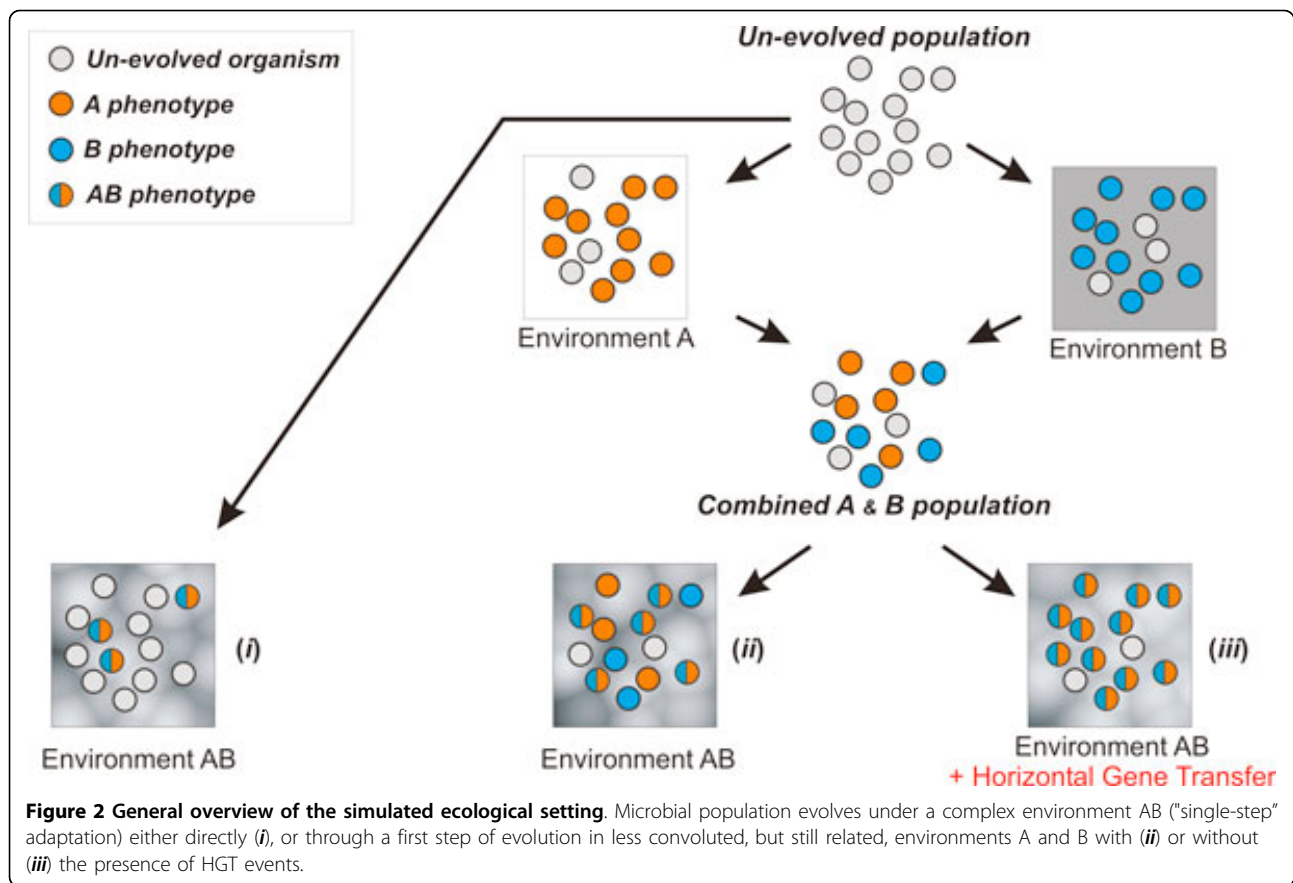 Un-evolved organism
A phenotype
B phenotype
AB phenotype
Un-evolved population
Environment A
Environment B
Combined A & B population
(i)
(ii)
(iii)
Environment AB
Environment AB
Environment AB
+ Horizontal Gene Transfer
Figure 2 General overview of the simulated ecological setting. Microbial population evolves under a complex environment AB ("single-step"
adaptation) either directly (i), or through a first step of evolution in less convoluted, but still related, environments A and B with (ii) or without
(iii) the presence of HGT events.